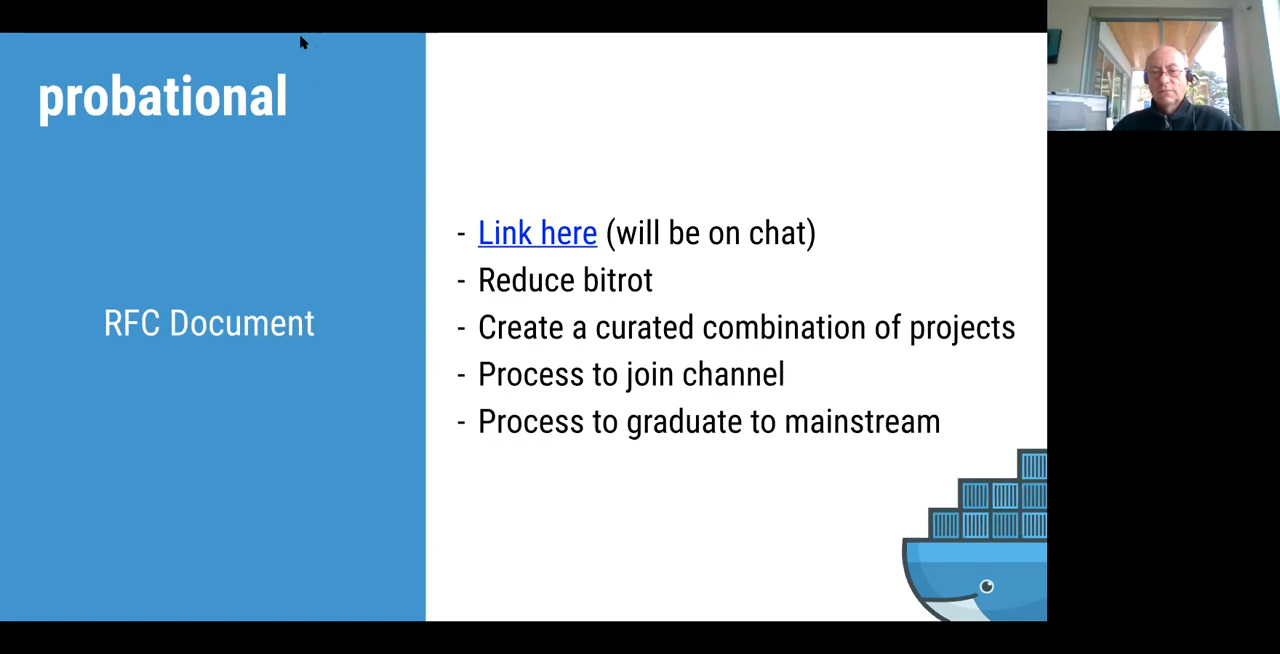 probational
RFC Document
- Link here (will be on chat)
- Reduce bitrot
- Create a curated combination of projects
- Process to join channel
- Process to graduate to mainstream